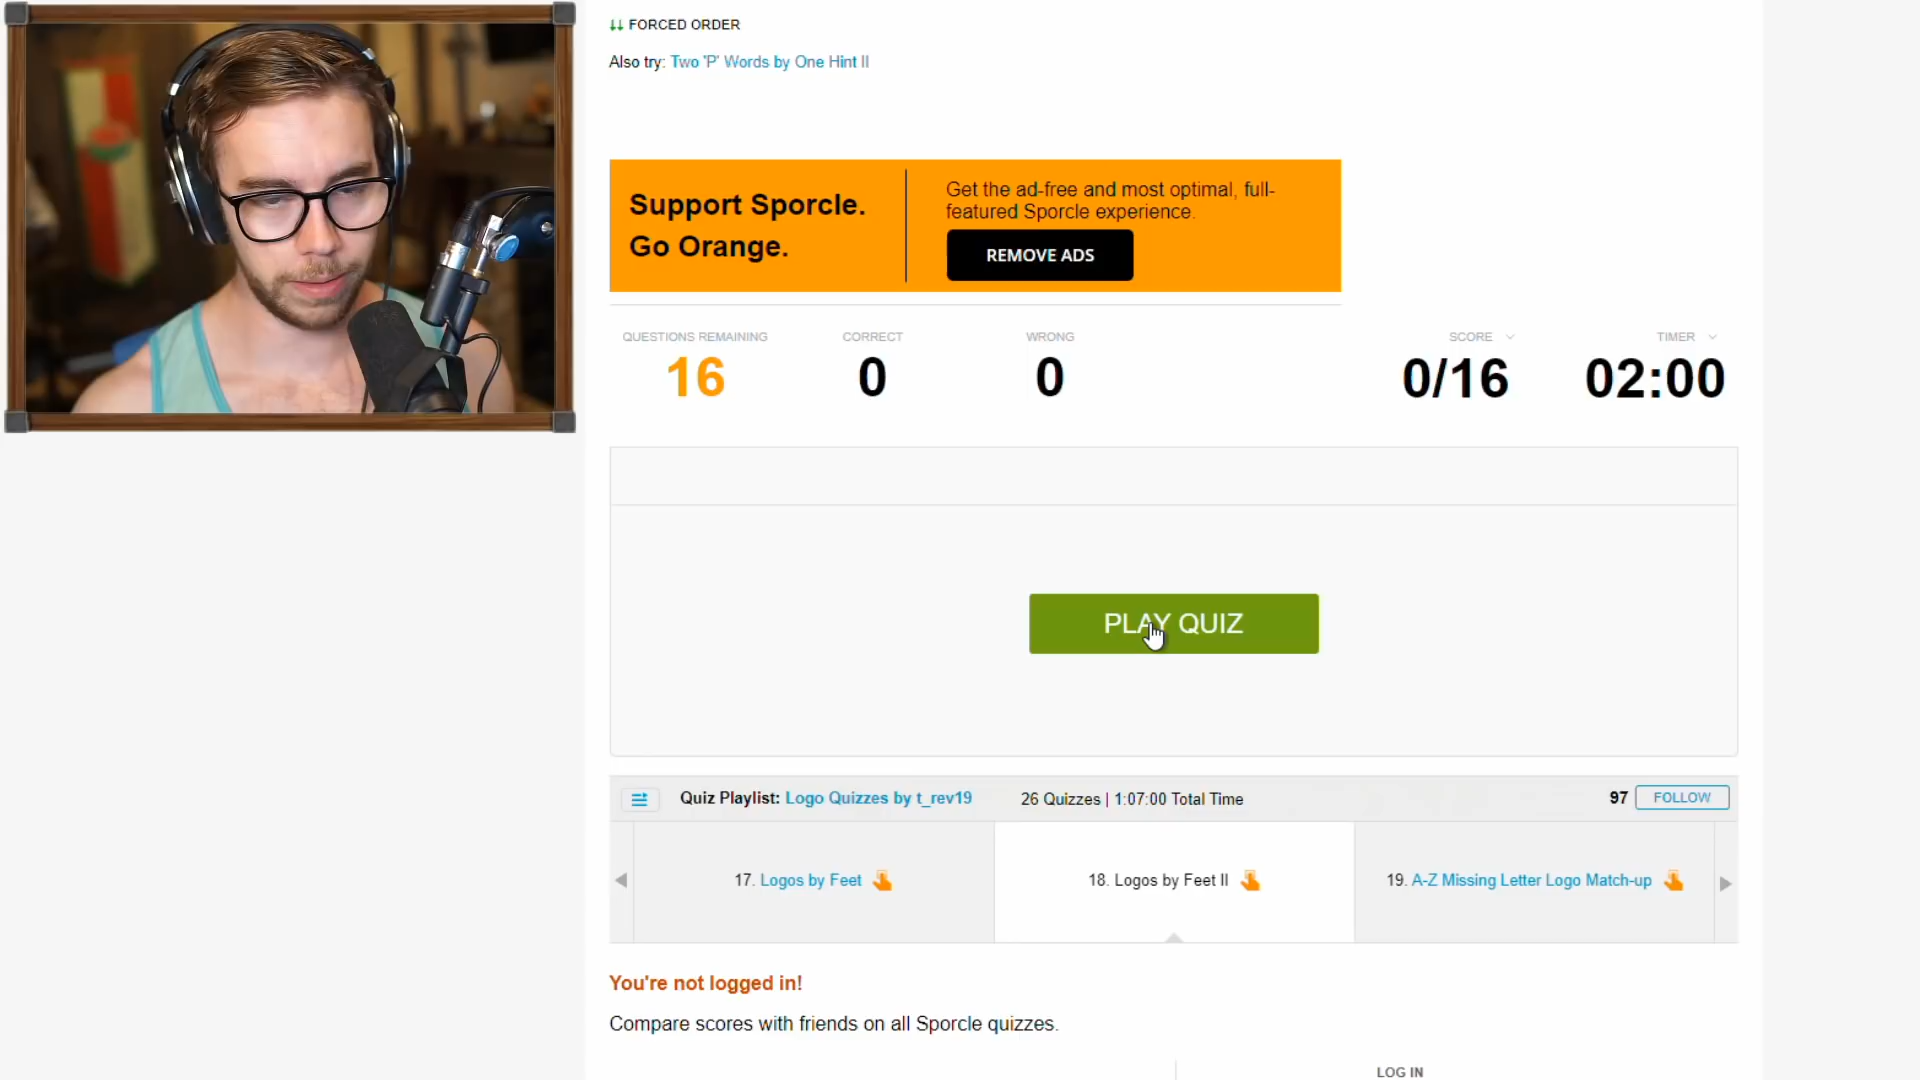 FORCED ORDER
Also try: Two 'P' Words by One Hint II
Support Sporcle.
Go Orange.
Get the ad-free and most optimal, full-
featured Sporcle experience.
REMOVE ADS
QUESTIONS REMAINING
16
CORRECT
0
WRONG
0
SCORE
0/16
TIMER
02:00
PLAY QUIZ
Quiz Playlist: Logo Quizzes by t_rev19
26 Quizzes | 1:07:00 Total Time
97
FOLLOW
17. Logos by Feet
18. Logos by Feet II
19. A-Z Missing Letter Logo Match-up
You're not logged in!
Compare scores with friends on all Sporcle quizzes.
LOG IN